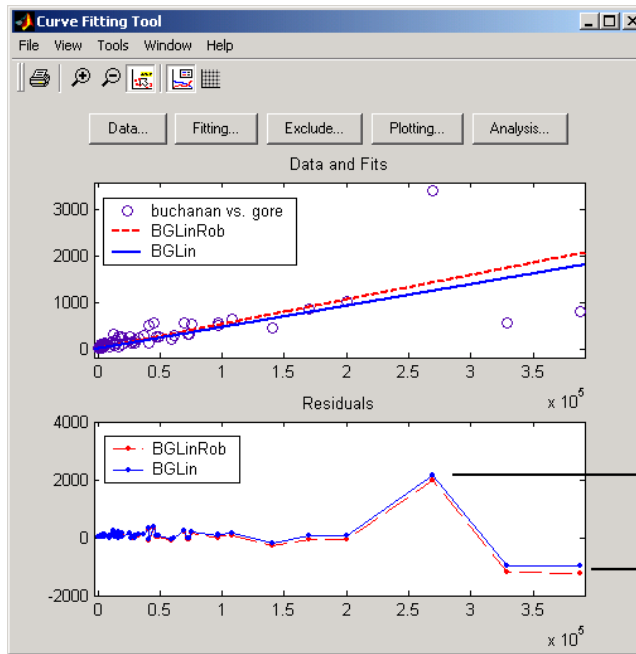 Curve Fitting Tool
File View Tools Window Help
Data... Fitting... Exclude... Plotting... Analysis...
Data and Fits
buchanan vs. gore
BGLinRob
BGLin
3000
2000
1000
0
0 0.5 1 1.5 2 2.5 3 3.5
x 10^5
Residuals
BGLinRob
BGLin
4000
2000
0
-2000
0 0.5 1 1.5 2 2.5 3 3.5
x 10^5